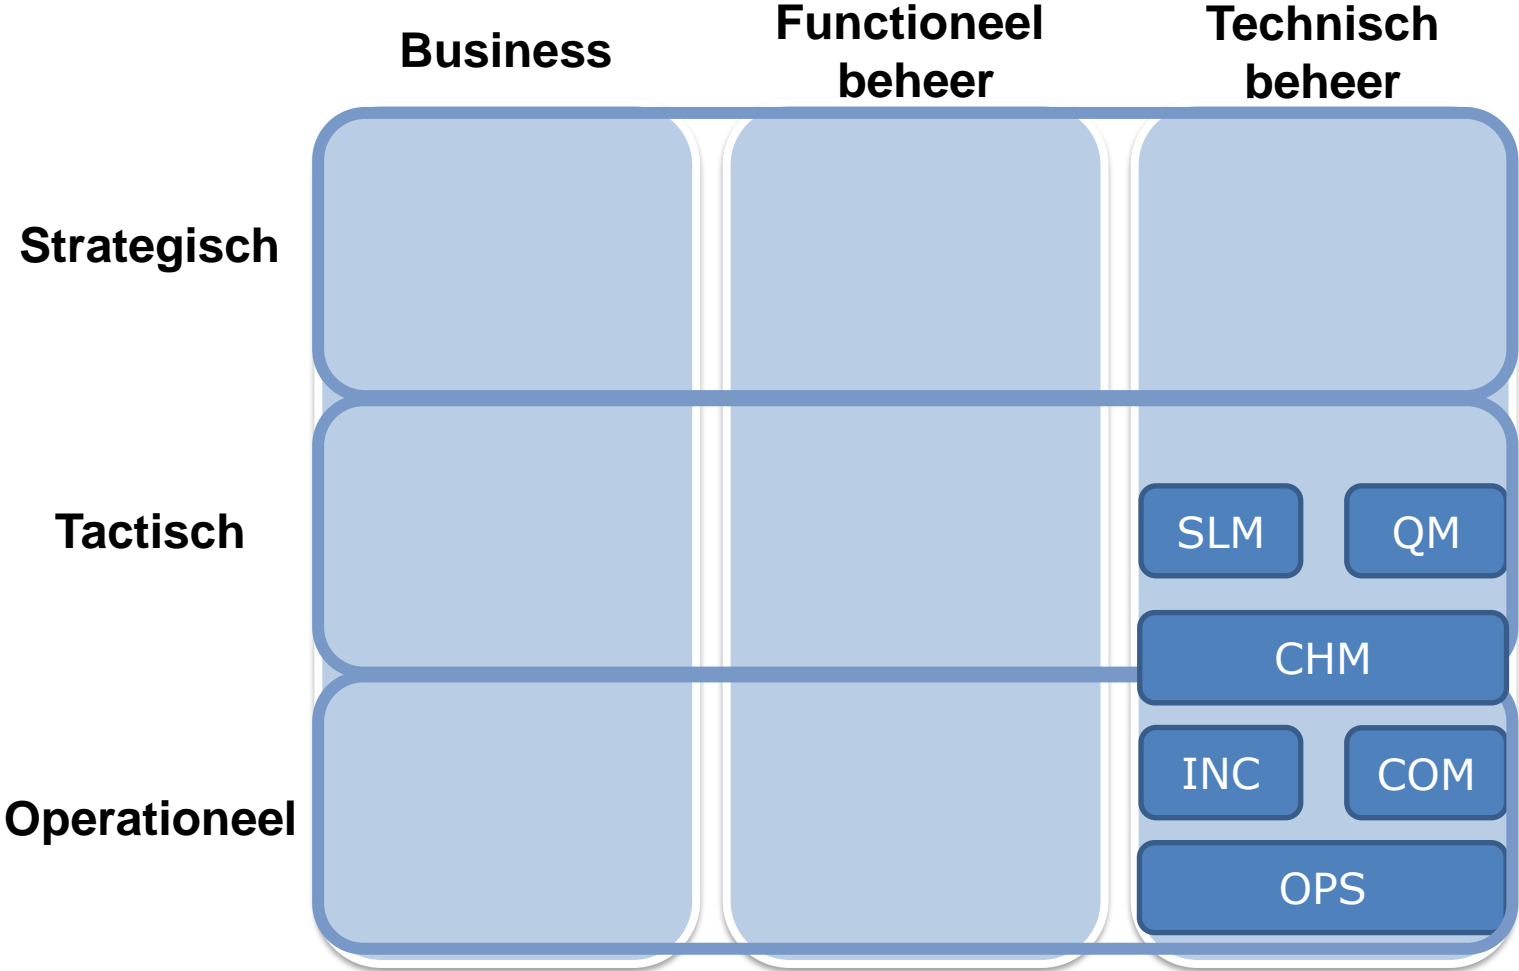 Business
Functioneel
beheer
Technisch
beheer
Strategisch
Tactisch
SLM
QM
CHM
Operationeel
INC
COM
OPS